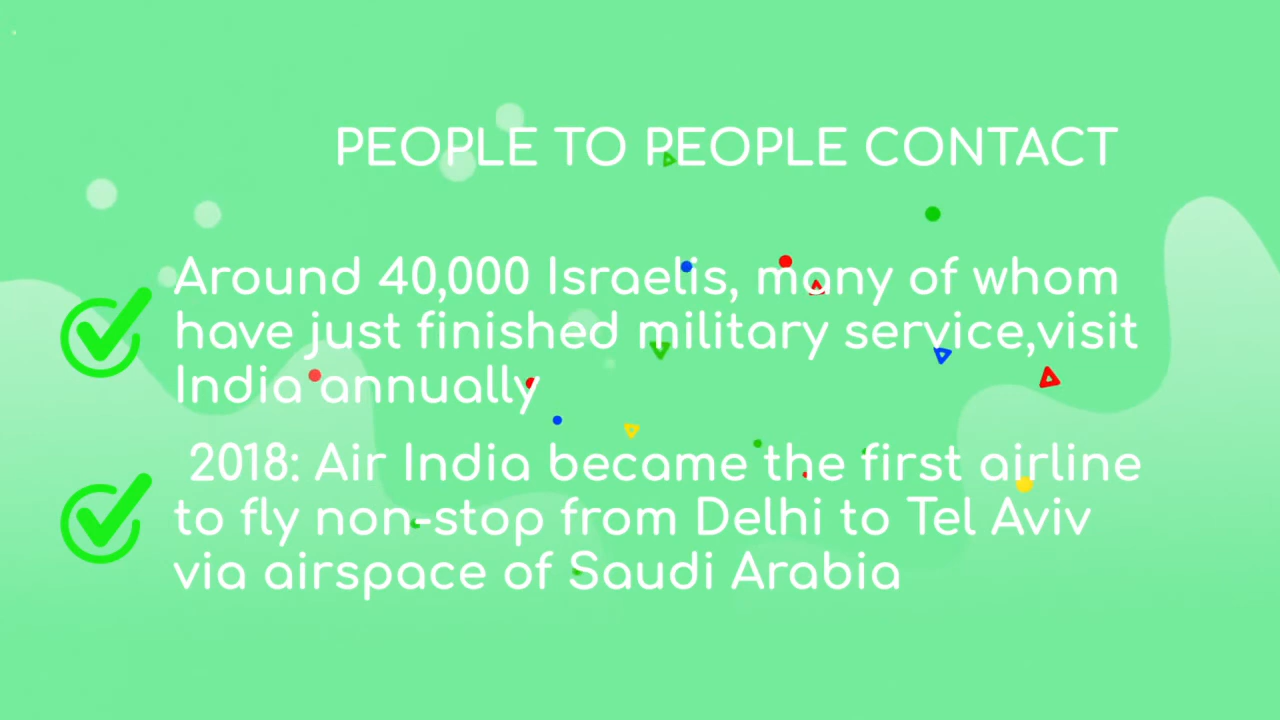 PEOPLE TO PEOPLE CONTACT
Around 40,000 Israelis, many of whom
have just finished military service,visit
India annually
2018: Air India became the first airline
to fly non-stop from Delhi to Tel Aviv
via airspace of Saudi Arabia